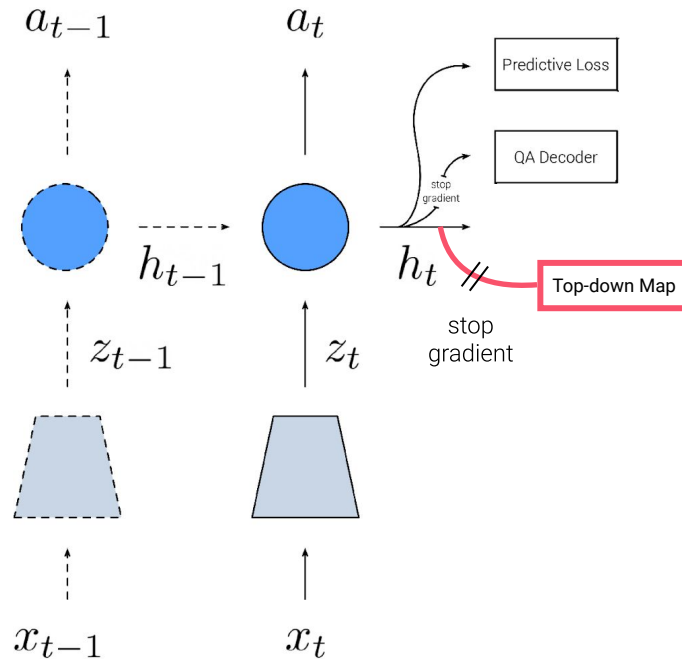 a_{t-1}
a_t
Predictive Loss
QA Decoder
stop
gradient
h_{t-1}
h_t
Top-down Map
stop
gradient
z_{t-1}
z_t
x_{t-1}
x_t